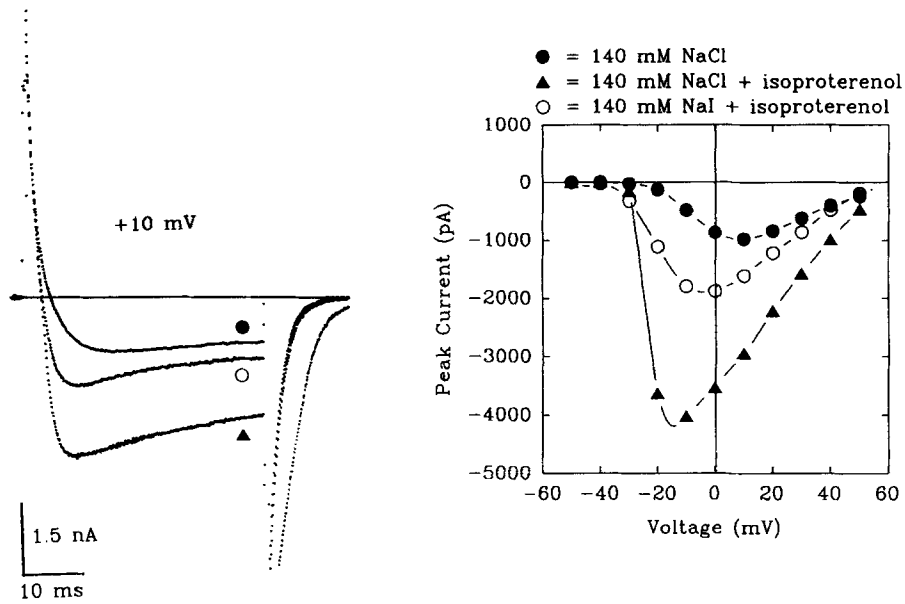 +10 mV
1.5 nA
10 ms
● = 140 mM NaCl
▲ = 140 mM NaCl + isoproterenol
○ = 140 mM NaI + isoproterenol
1000
0
-1000
-2000
-3000
-4000
-5000
Peak Current (pA)
-60 -40 -20 0 20 40 60
Voltage (mV)